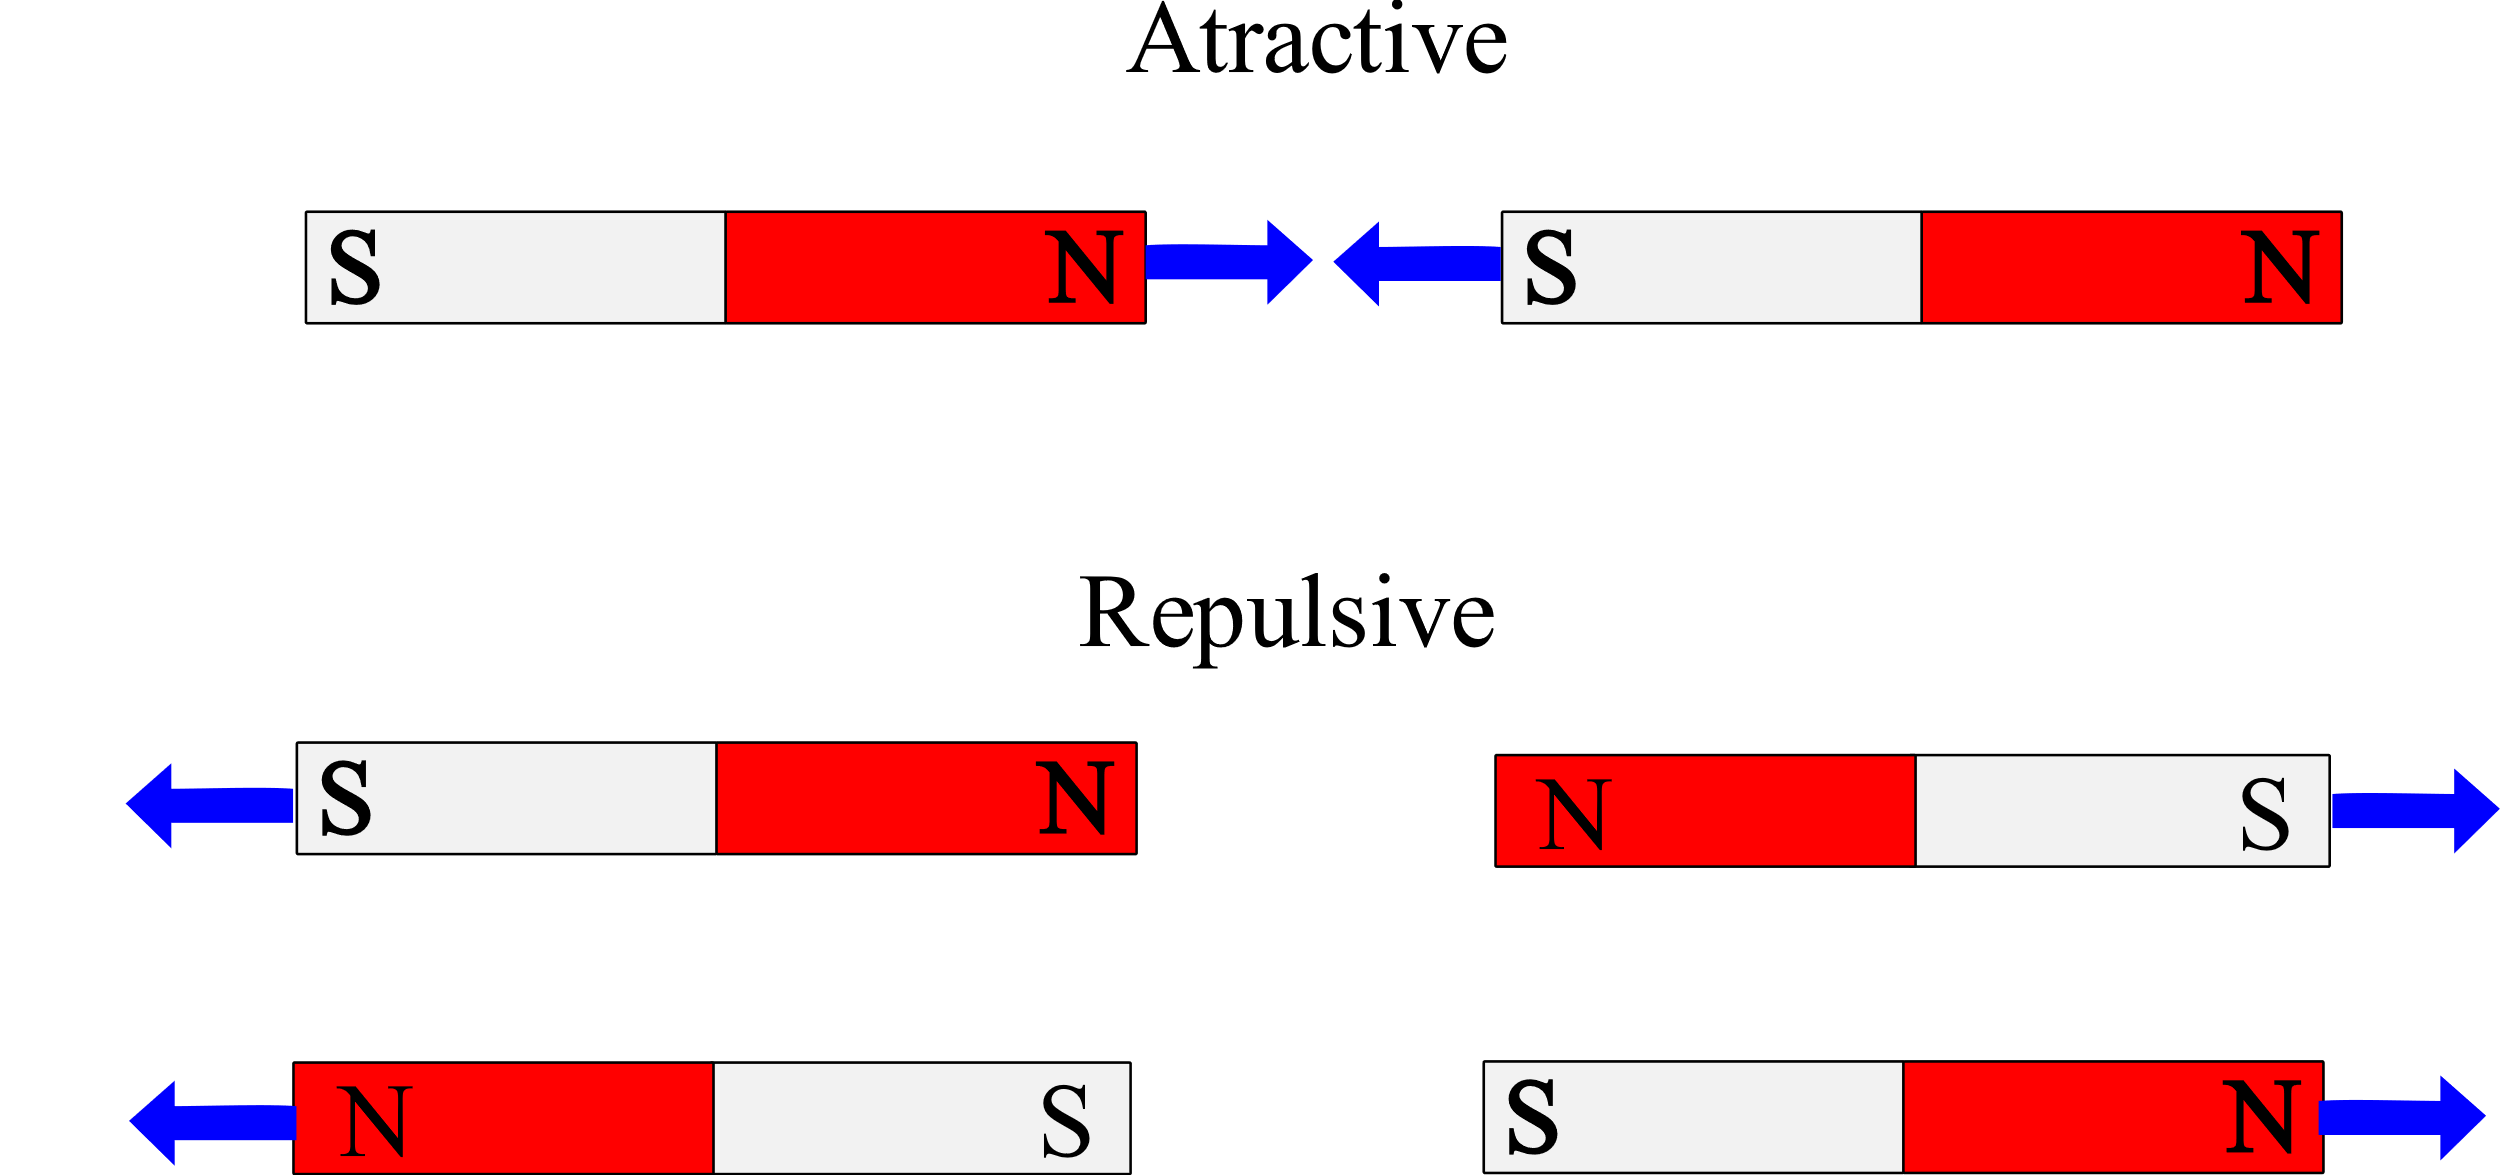 Atractive
S N S N
Repulsive
S N N S
N S S N